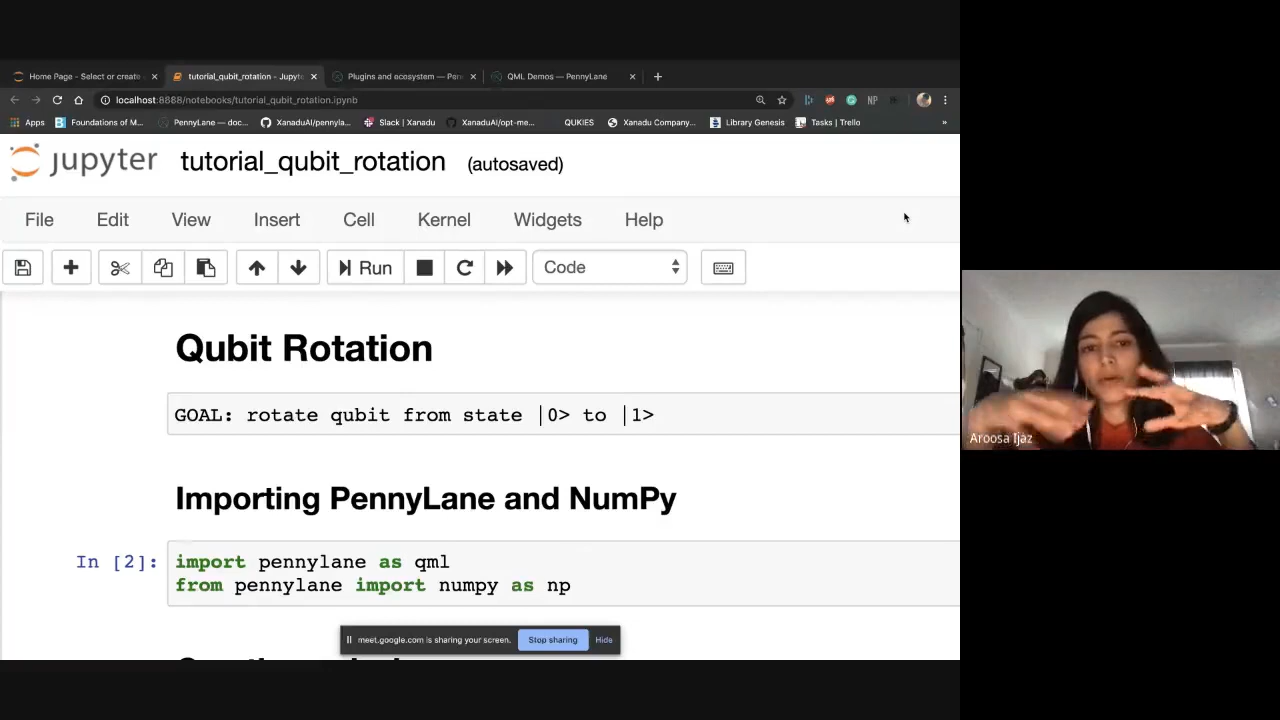 Home Page - Select or create
tutorial_qubit_rotation - Jupyte
Plugins and ecosystem — Pen
QML Demos — PennyLane
localhost:8888/notebooks/tutorial_qubit_rotation.ipynb
NP
Apps
Foundations of M...
PennyLane — doc...
XanaduAI/pennyla...
Slack | Xanadu
XanaduAI/opt-me...
QUKIES
Xanadu Company...
Library Genesis
Tasks | Trello
»
jupyter tutorial_qubit_rotation (autosaved)
File Edit View Insert Cell Kernel Widgets Help
Run Code
Qubit Rotation
GOAL: rotate qubit from state |0> to |1>
Importing PennyLane and NumPy
In [2]: import pennylane as qml
from pennylane import numpy as np
meet.google.com is sharing your screen. Stop sharing Hide
Aroosa Ijaz